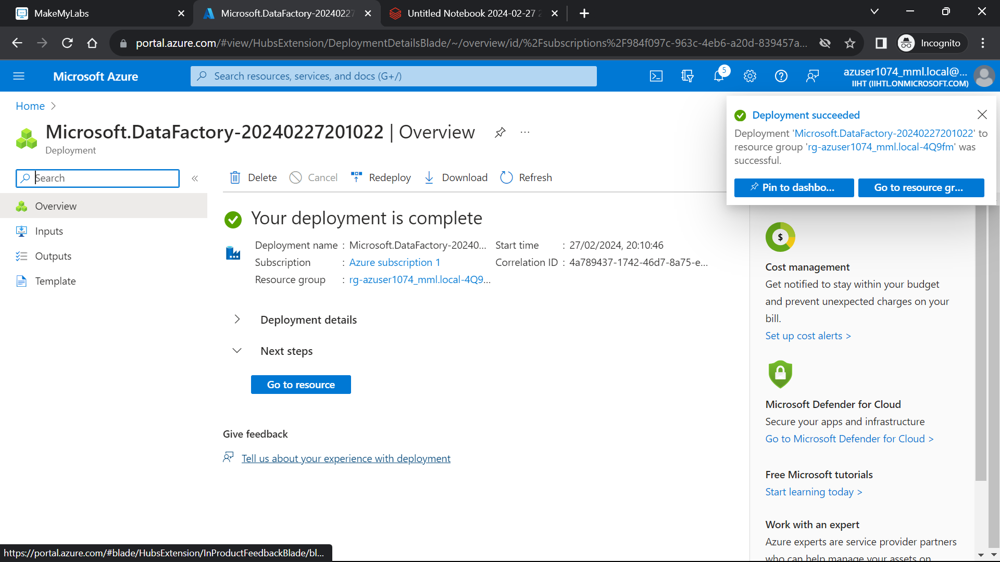 MakeMyLabs
Microsoft.DataFactory-20240227
Untitled Notebook 2024-02-27 2
portal.azure.com/#view/HubsExtension/DeploymentDetailsBlade/~/overview/id/%2Fsubscriptions%2F984f097c-963c-4eb6-a20d-839457a...
Incognito
Microsoft Azure
Search resources, services, and docs (G+/)
5
azuser1074_mml.local@...
IIHT (IIHTL.ONMICROSOFT.COM)
Home
Microsoft.DataFactory-20240227201022 | Overview
...
Deployment
Search
Overview
Inputs
Outputs
Template
Delete
Cancel
Redeploy
Download
Refresh
Your deployment is complete
Deployment name : Microsoft.DataFactory-20240...
Subscription : Azure subscription 1
Resource group : rg-azuser1074_mml.local-4Q9...
Start time : 27/02/2024, 20:10:46
Correlation ID : 4a789437-1742-46d7-8a75-e...
Deployment details
Next steps
Go to resource
Give feedback
Tell us about your experience with deployment
Deployment succeeded
Deployment 'Microsoft.DataFactory-20240227201022' to
resource group 'rg-azuser1074_mml.local-4Q9fm' was
successful.
Pin to dashbo...
Go to resource gr...
$
Cost management
Get notified to stay within your budget
and prevent unexpected charges on your
bill.
Set up cost alerts >
Microsoft Defender for Cloud
Secure your apps and infrastructure
Go to Microsoft Defender for Cloud >
Free Microsoft tutorials
Start learning today >
Work with an expert
Azure experts are service provider partners
who can help manage your assets on
https://portal.azure.com/#blade/HubsExtension/InProductFeedbackBlade/bl...